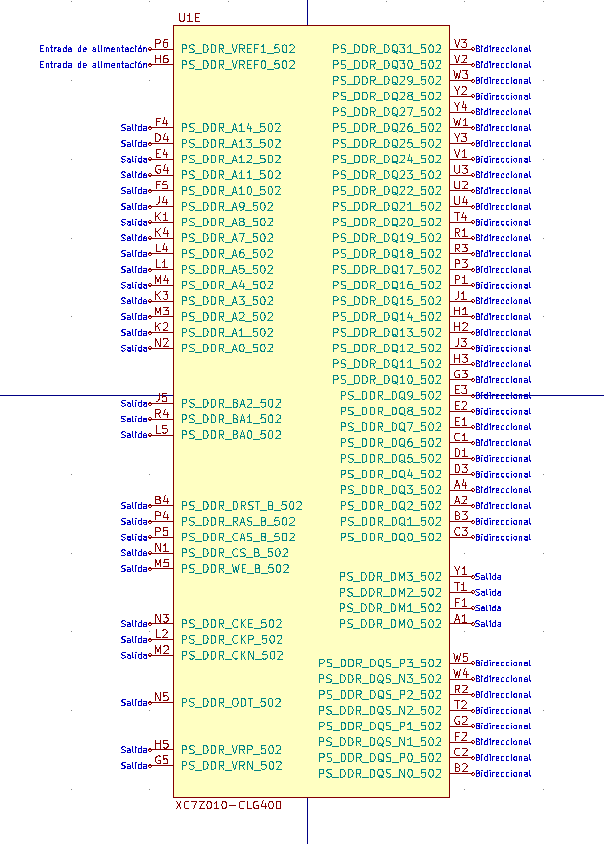 U1E
Entrada de alimentación P6 PS_DDR_VREF1_502 PS_DDR_DQ31_502 V3 Bidireccional
Entrada de alimentación H6 PS_DDR_VREF0_502 PS_DDR_DQ30_502 V2 Bidireccional
PS_DDR_DQ29_502 W3 Bidireccional
PS_DDR_DQ28_502 Y2 Bidireccional
PS_DDR_DQ27_502 Y4 Bidireccional
Salida F4 PS_DDR_A14_502 PS_DDR_DQ26_502 W1 Bidireccional
Salida D4 PS_DDR_A13_502 PS_DDR_DQ25_502 Y3 Bidireccional
Salida E4 PS_DDR_A12_502 PS_DDR_DQ24_502 V1 Bidireccional
Salida G4 PS_DDR_A11_502 PS_DDR_DQ23_502 U3 Bidireccional
Salida F5 PS_DDR_A10_502 PS_DDR_DQ22_502 U2 Bidireccional
Salida J4 PS_DDR_A9_502 PS_DDR_DQ21_502 U4 Bidireccional
Salida K1 PS_DDR_A8_502 PS_DDR_DQ20_502 T4 Bidireccional
Salida K4 PS_DDR_A7_502 PS_DDR_DQ19_502 R1 Bidireccional
Salida L4 PS_DDR_A6_502 PS_DDR_DQ18_502 R3 Bidireccional
Salida L1 PS_DDR_A5_502 PS_DDR_DQ17_502 P3 Bidireccional
Salida M4 PS_DDR_A4_502 PS_DDR_DQ16_502 P1 Bidireccional
Salida K3 PS_DDR_A3_502 PS_DDR_DQ15_502 J1 Bidireccional
Salida M3 PS_DDR_A2_502 PS_DDR_DQ14_502 H1 Bidireccional
Salida K2 PS_DDR_A1_502 PS_DDR_DQ13_502 H2 Bidireccional
Salida N2 PS_DDR_A0_502 PS_DDR_DQ12_502 J3 Bidireccional
PS_DDR_DQ11_502 H3 Bidireccional
PS_DDR_DQ10_502 G3 Bidireccional
PS_DDR_DQ9_502 E3 Bidireccional
Salida J5 PS_DDR_BA2_502 PS_DDR_DQ8_502 E2 Bidireccional
Salida R4 PS_DDR_BA1_502 PS_DDR_DQ7_502 E1 Bidireccional
Salida L5 PS_DDR_BA0_502 PS_DDR_DQ6_502 C1 Bidireccional
PS_DDR_DQ5_502 D1 Bidireccional
PS_DDR_DQ4_502 D3 Bidireccional
PS_DDR_DQ3_502 A4 Bidireccional
Salida B4 PS_DDR_DRST_B_502 PS_DDR_DQ2_502 A2 Bidireccional
Salida P4 PS_DDR_RAS_B_502 PS_DDR_DQ1_502 B3 Bidireccional
Salida P5 PS_DDR_CAS_B_502 PS_DDR_DQ0_502 C3 Bidireccional
Salida N1 PS_DDR_CS_B_502
Salida M5 PS_DDR_WE_B_502
PS_DDR_DM3_502 Y1 Salida
PS_DDR_DM2_502 T1 Salida
PS_DDR_DM1_502 F1 Salida
Salida N3 PS_DDR_CKE_502 PS_DDR_DM0_502 A1 Salida
Salida L2 PS_DDR_CKP_502
Salida M2 PS_DDR_CKN_502
PS_DDR_DQS_P3_502 W5 Bidireccional
PS_DDR_DQS_N3_502 W4 Bidireccional
PS_DDR_DQS_P2_502 R2 Bidireccional
Salida N5 PS_DDR_ODT_502
PS_DDR_DQS_N2_502 T2 Bidireccional
PS_DDR_DQS_P1_502 G2 Bidireccional
PS_DDR_DQS_N1_502 F2 Bidireccional
Salida H5 PS_DDR_VRP_502
PS_DDR_DQS_P0_502 C2 Bidireccional
Salida G5 PS_DDR_VRN_502
PS_DDR_DQS_N0_502 B2 Bidireccional
XC7Z010-CLG400